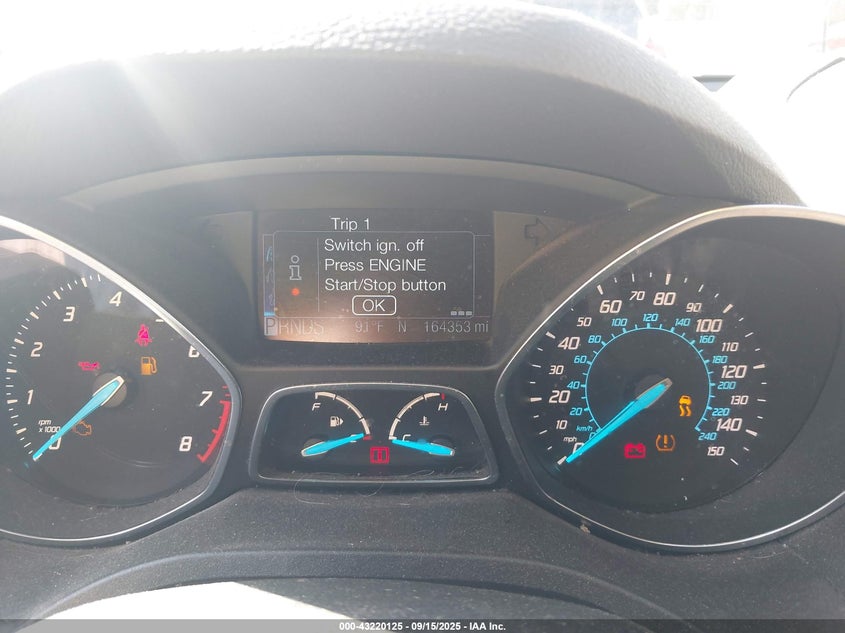 Trip 1
Switch ign. off
Press ENGINE
Start/Stop button
OK
PRNDS 91°F N 164353 mi
0 1 2 3 4 6 7 8
rpm
x1000
F
C H
0 10 20 30 40 50 60 70 80 90 100 110 120 130 140 150
mph
0 20 40 60 80 100 120 140 160 180 200 220 240
km/h
000-43220125 - 09/15/2025 - IAA Inc.